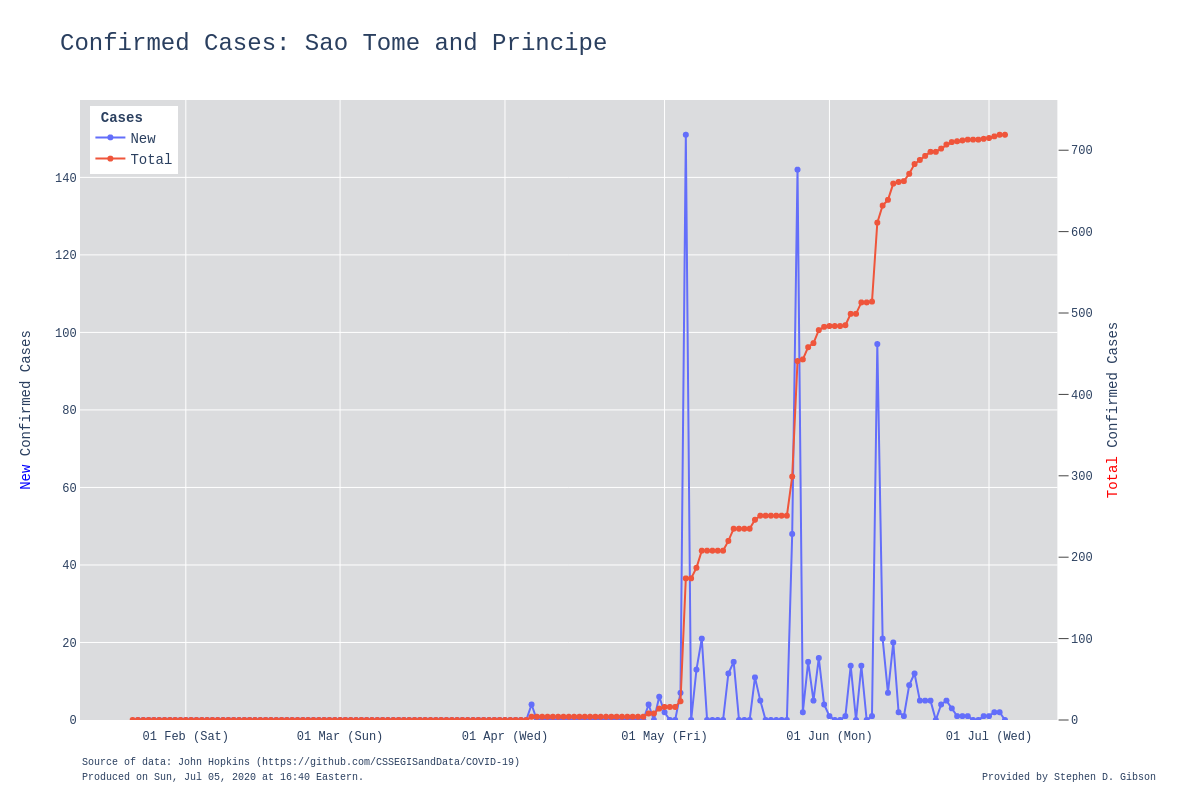 Confirmed Cases: Sao Tome and Principe
Cases
New
Total
140
120
100
80
60
40
20
0
700
600
500
400
300
200
100
0
New Confirmed Cases
Total Confirmed Cases
01 Feb (Sat) 01 Mar (Sun) 01 Apr (Wed) 01 May (Fri) 01 Jun (Mon) 01 Jul (Wed)
Source of data: John Hopkins (https://github.com/CSSEGISandData/COVID-19)
Produced on Sun, Jul 05, 2020 at 16:40 Eastern.
Provided by Stephen D. Gibson